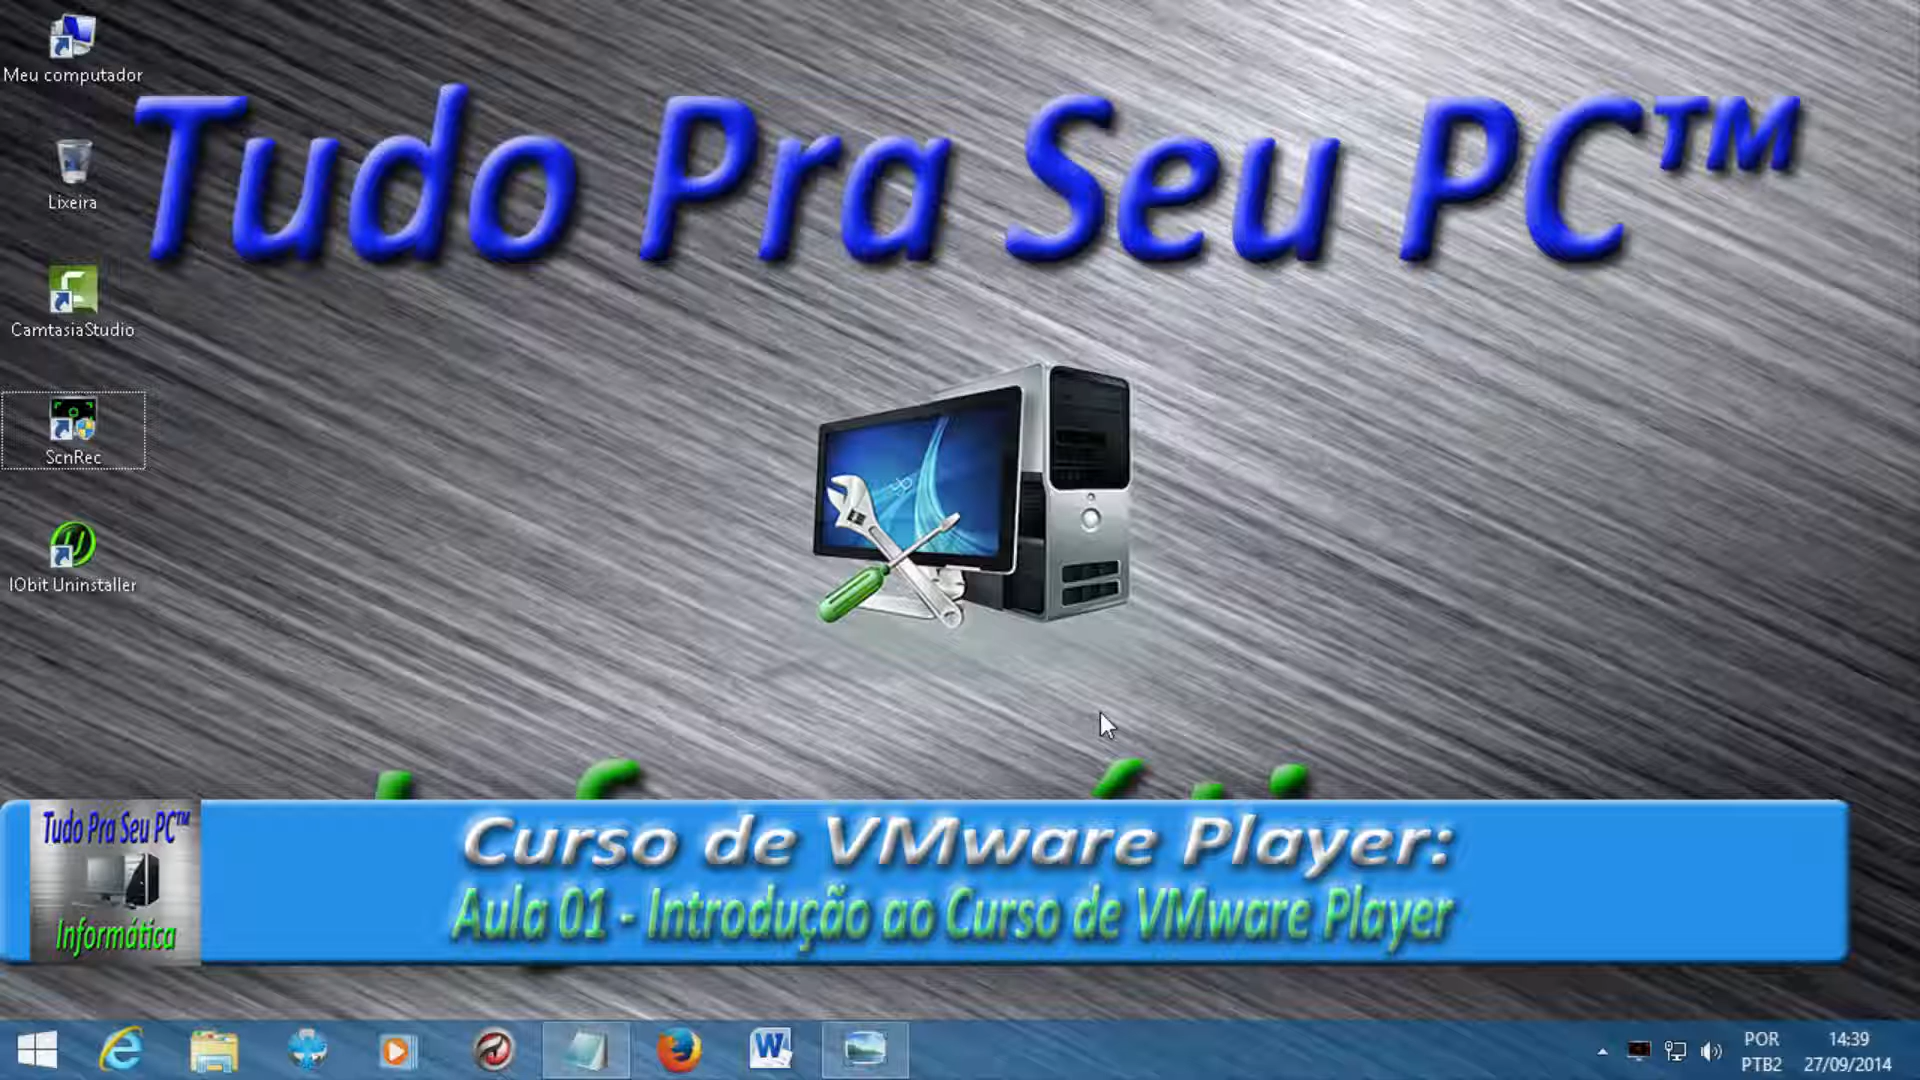 Meu computador
Tudo Pra Seu PC™
Lixeira
CamtasiaStudio
ScnRec
IObit Uninstaller
Tudo Pra Seu PC™
Informática
Curso de VMware Player:
Aula 01 - Introdução ao Curso de VMware Player
POR
PTB2
14:39
27/09/2014